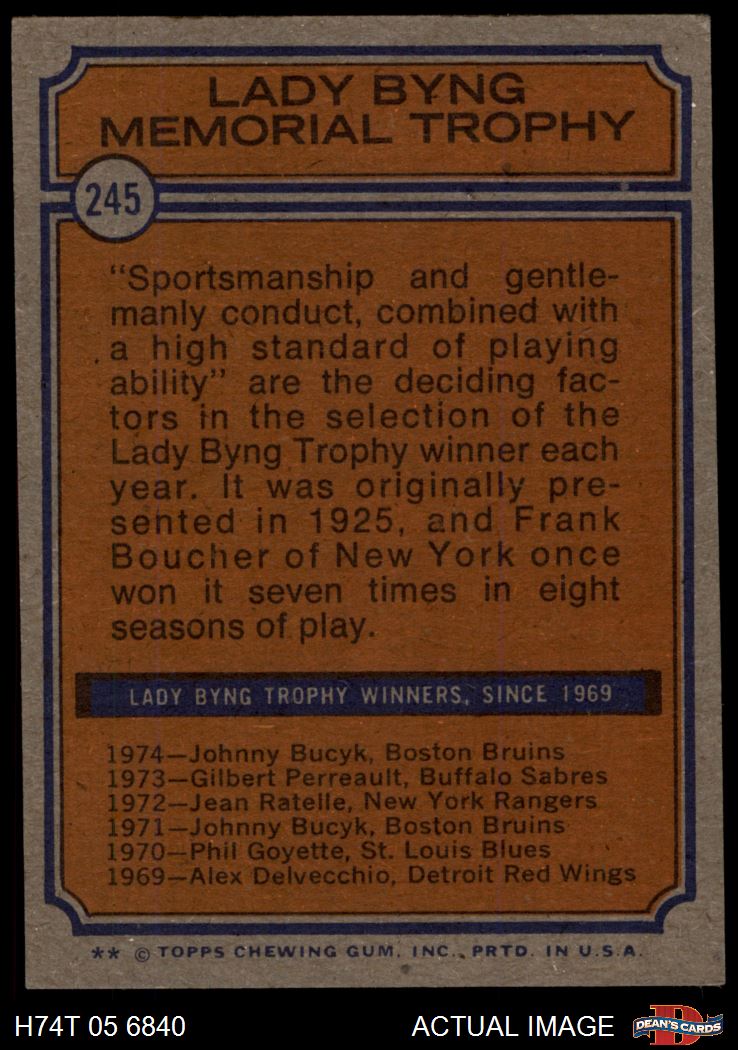 LADY BYNG
MEMORIAL TROPHY
245
"Sportsmanship and gentle-
manly conduct, combined with
a high standard of playing
ability" are the deciding fac-
tors in the selection of the
Lady Byng Trophy winner each
year. It was originally pre-
sented in 1925, and Frank
Boucher of New York once
won it seven times in eight
seasons of play.
LADY BYNG TROPHY WINNERS, SINCE 1969
1974—Johnny Bucyk, Boston Bruins
1973—Gilbert Perreault, Buffalo Sabres
1972—Jean Ratelle, New York Rangers
1971—Johnny Bucyk, Boston Bruins
1970—Phil Goyette, St. Louis Blues
1969—Alex Delvecchio, Detroit Red Wings
** © TOPPS CHEWING GUM, INC., PRTD. IN U.S.A.
H74T 05 6840 ACTUAL IMAGE D DEAN'S CARDS